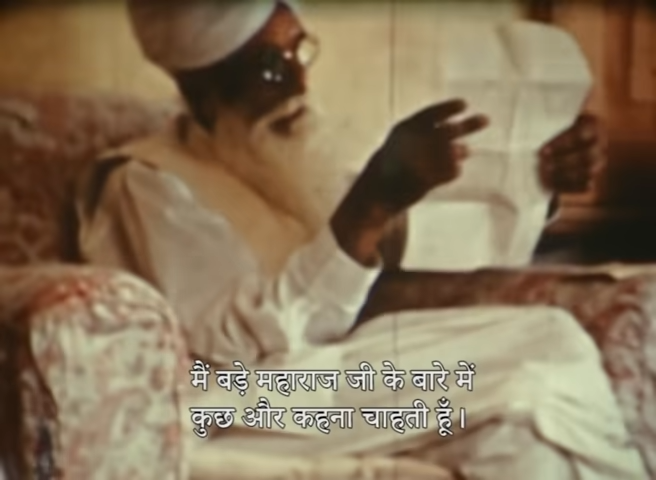 मैं बड़े महाराज जी के बारे में
कुछ और कहना चाहती हूँ।